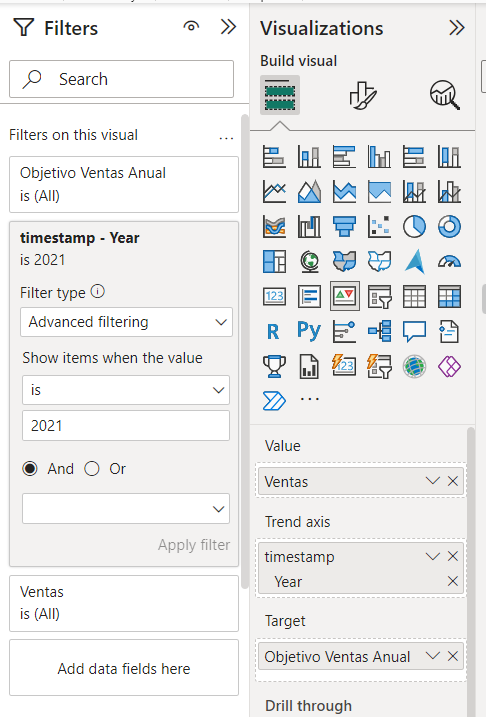 Filters
Search
Filters on this visual
...
Objetivo Ventas Anual
is (All)
timestamp - Year
is 2021
Filter type
Advanced filtering
Show items when the value
is
2021
And
Or
Apply filter
Ventas
is (All)
Add data fields here
Visualizations
Build visual
123
R
Py
123
...
Value
Ventas
Trend axis
timestamp
Year
Target
Objetivo Ventas Anual
Drill through